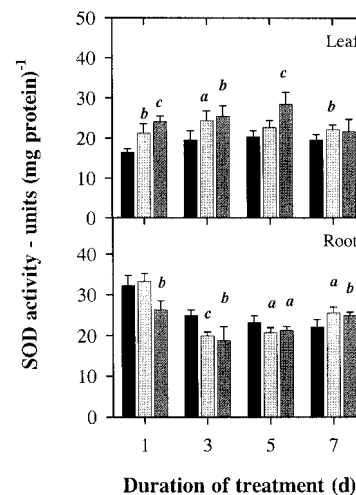 SOD activity - units (mg protein)-1
50
Leaf
40
30
20
10
0
b
c
a
b
c
b
Root
40
30
20
10
0
b
c
b
a
a
a
b
1
3
5
7
Duration of treatment (d)